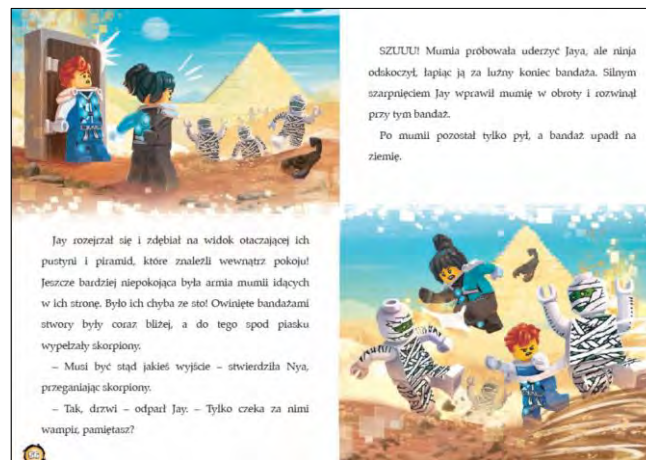 Jay rozejrzał się i zdębiał na widok otaczającej ich
pustyni i piramid, które znaleźli wewnątrz pokoju!
Jeszcze bardziej niepokojąca była armia mumii idących
w ich stronę. Było ich chyba ze sto! Owinięte bandażami
stwory były coraz bliżej, a do tego spod piasku
wypełzały skorpiony.
– Musi być stąd jakieś wyjście – stwierdziła Nya,
przeganiając skorpiony.
– Tak, drzwi – odparł Jay. – Tylko czeka za nimi
wampir, pamiętasz?
SZUUU! Mumia próbowała uderzyć Jaya, ale ninja
odskoczył, łapiąc ją za luźny koniec bandaża. Silnym
szarpnięciem Jay wprawił mumię w obroty i rozwinął
przy tym bandaż.
Po mumii pozostał tylko pył, a bandaż upadł na
ziemię.